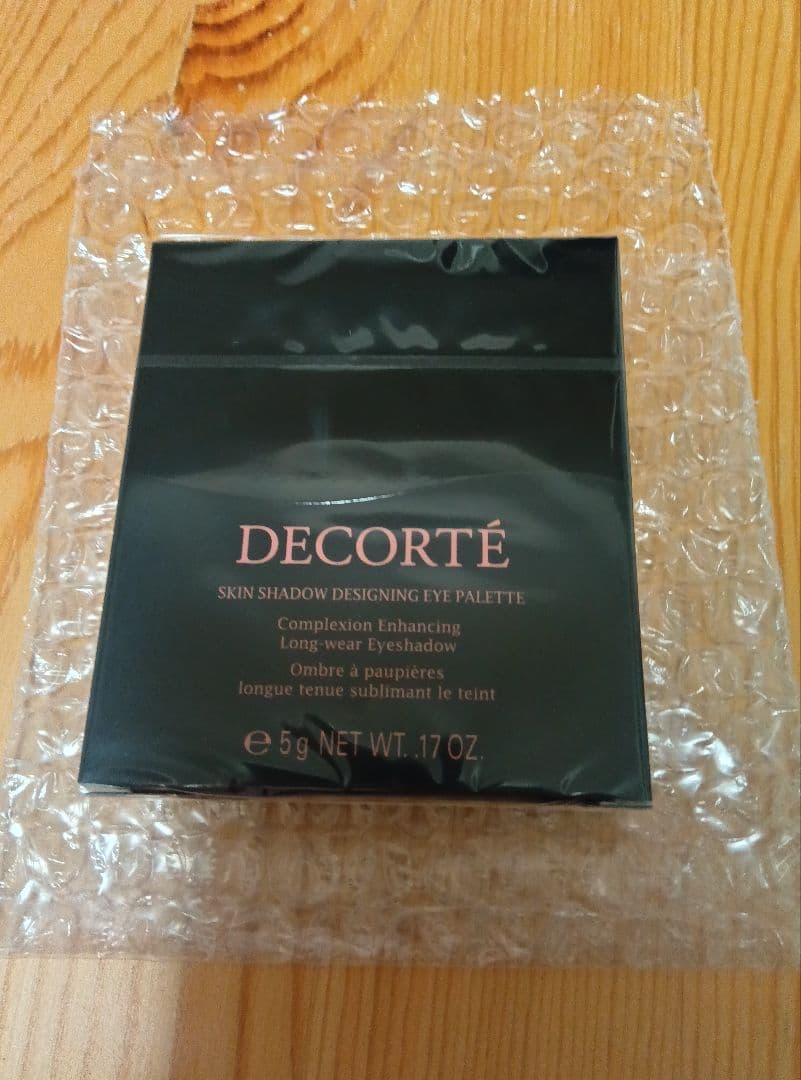 DECORTÉ
SKIN SHADOW DESIGNING EYE PALETTE
Complexion Enhancing
Long-wear Eyeshadow
Ombre à paupières
longue tenue sublimant le teint
℮ 5g NET WT. .17 OZ.